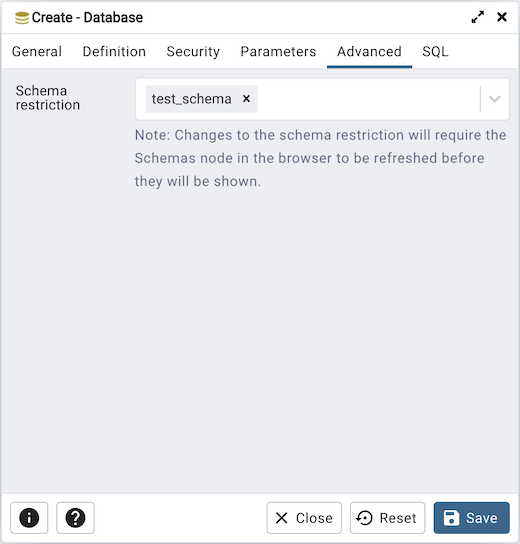 Create - Database
General Definition Security Parameters Advanced SQL
Schema
restriction
test_schema
Note: Changes to the schema restriction will require the
Schemas node in the browser to be refreshed before
they will be shown.
Close Reset Save